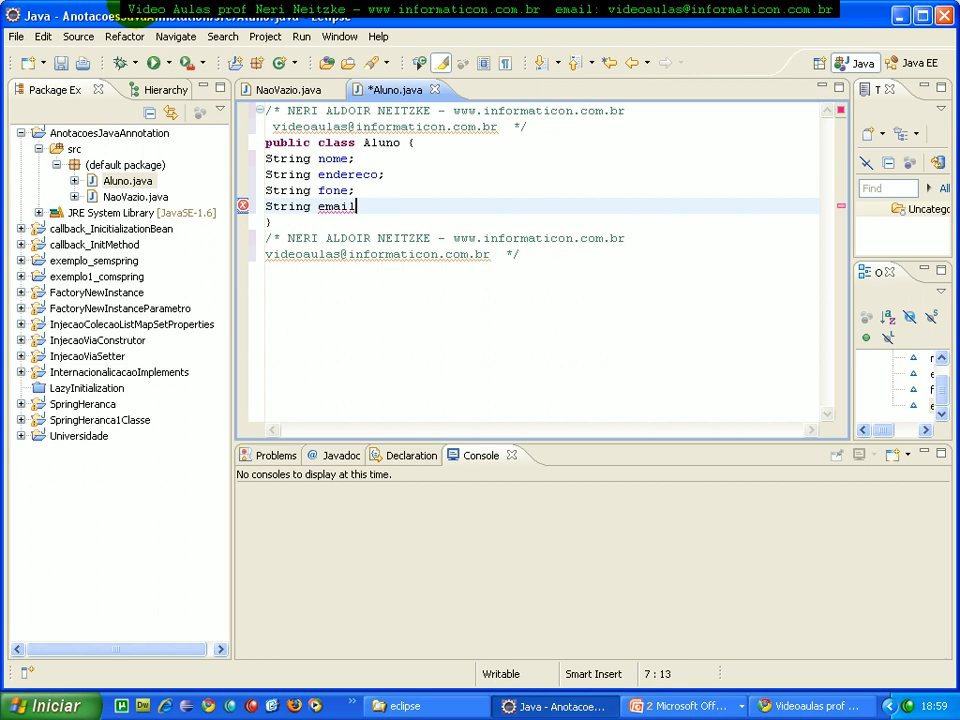 Video Aulas prof Neri Neitzke - www.informaticon.com.br  email: videoaulas@informaticon.com.br
File Edit Source Refactor Navigate Search Project Run Window Help
Java
Java EE
Package Ex
Hierarchy
AnotacoesJavaAnnotation
src
(default package)
Aluno.java
NaoVazio.java
JRE System Library [JavaSE-1.6]
callback_InicitializationBean
callback_InitMethod
exemplo_semspring
exemplo1_comspring
FactoryNewInstance
FactoryNewInstanceParametro
InjecaoColecaoListMapSetProperties
InjecaoViaConstrutor
InjecaoViaSetter
InternacionalicaoImplements
LazyInitialization
SpringHeranca
SpringHeranca1Classe
Universidade
NaoVazio.java
*Aluno.java
/* NERI ALDOIR NEITZKE - www.informaticon.com.br
videoaulas@informaticon.com.br */
public class Aluno {
String nome;
String endereco;
String fone;
String email
}
/* NERI ALDOIR NEITZKE - www.informaticon.com.br
videoaulas@informaticon.com.br */
T
Find
All
Uncatego
O
Problems
@ Javadoc
Declaration
Console
No consoles to display at this time.
Writable
Smart Insert
7 : 13
Iniciar
eclipse
Java - Anotacoe...
2 Microsoft Off...
Videoaulas prof ...
18:59